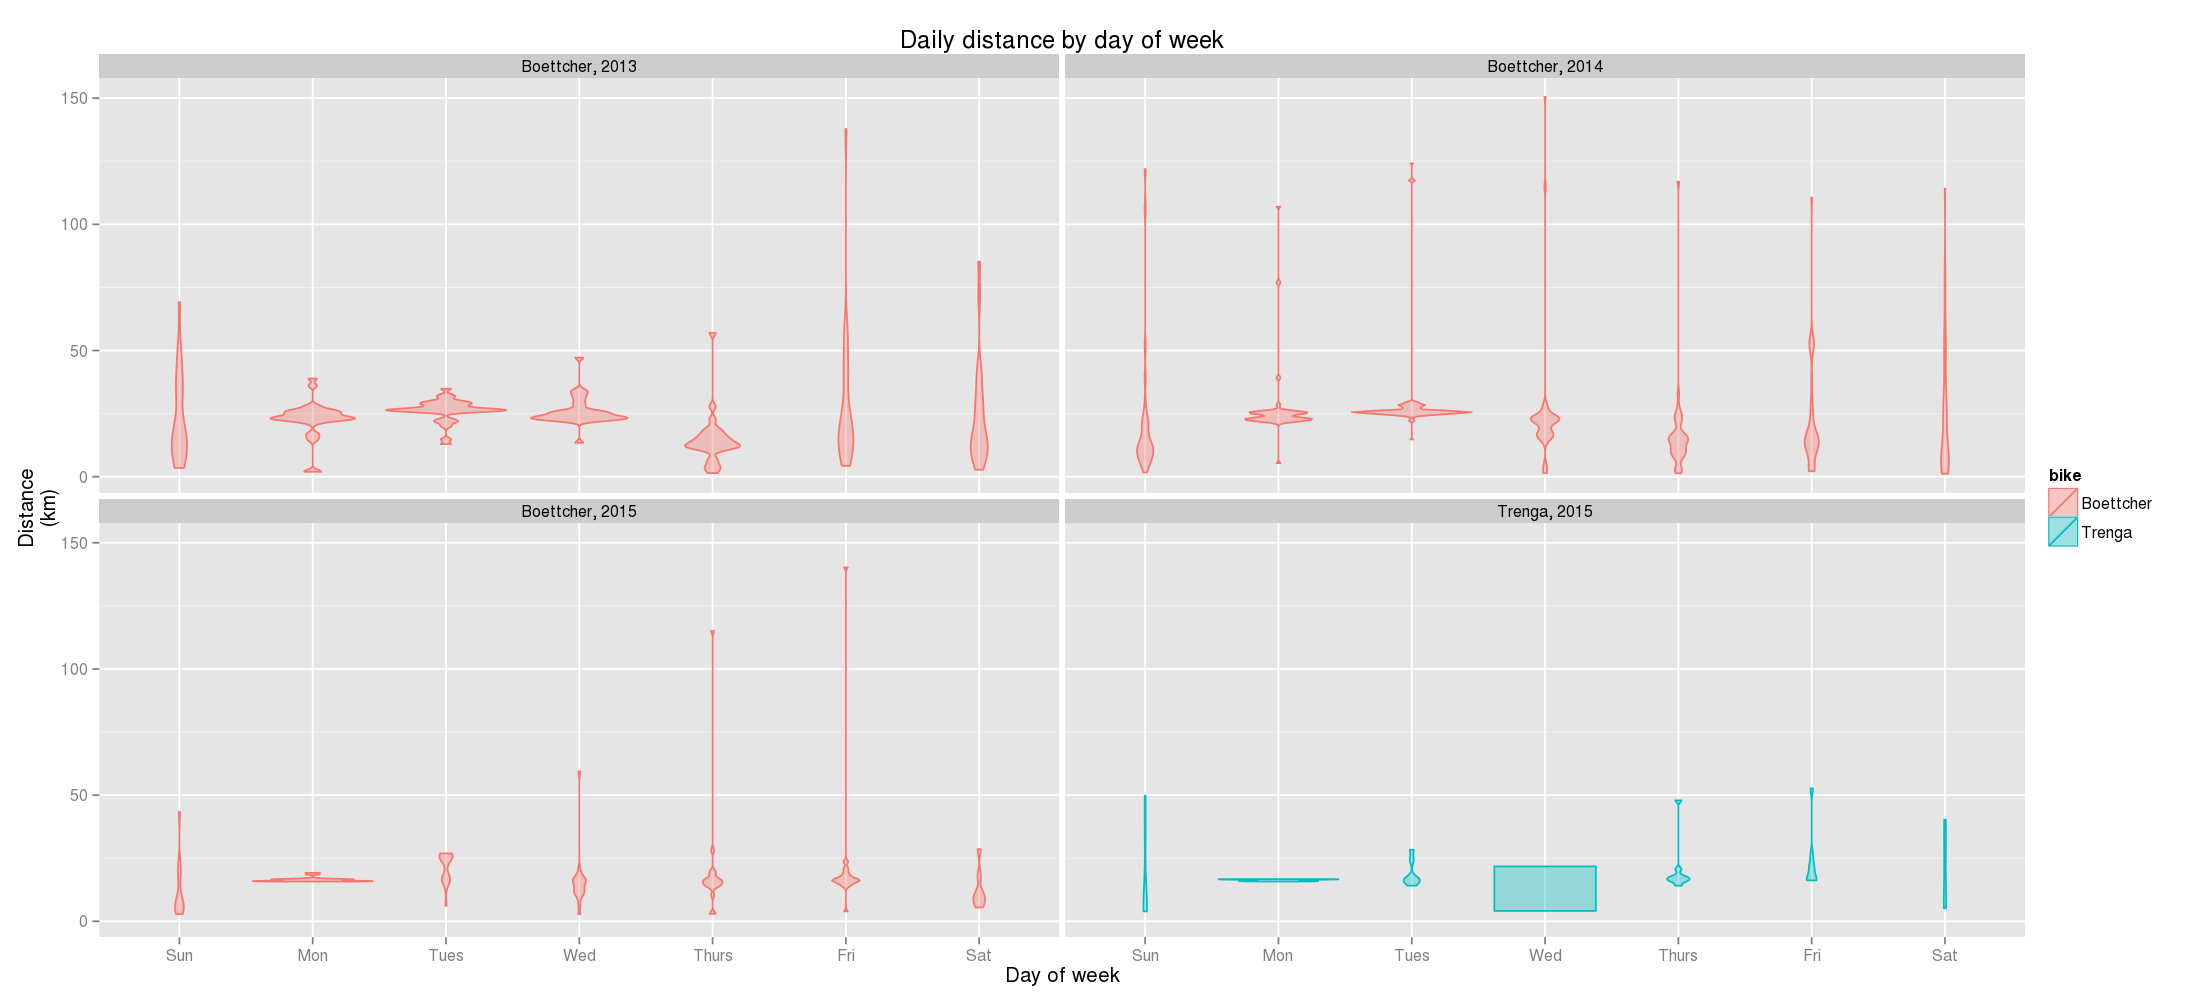 Daily distance by day of week
Boettcher, 2013
Boettcher, 2014
150
100
50
0
Boettcher, 2015
Trenga, 2015
150
100
50
0
Distance
(km)
Sun Mon Tues Wed Thurs Fri Sat
Sun Mon Tues Wed Thurs Fri Sat
Day of week
bike
Boettcher
Trenga